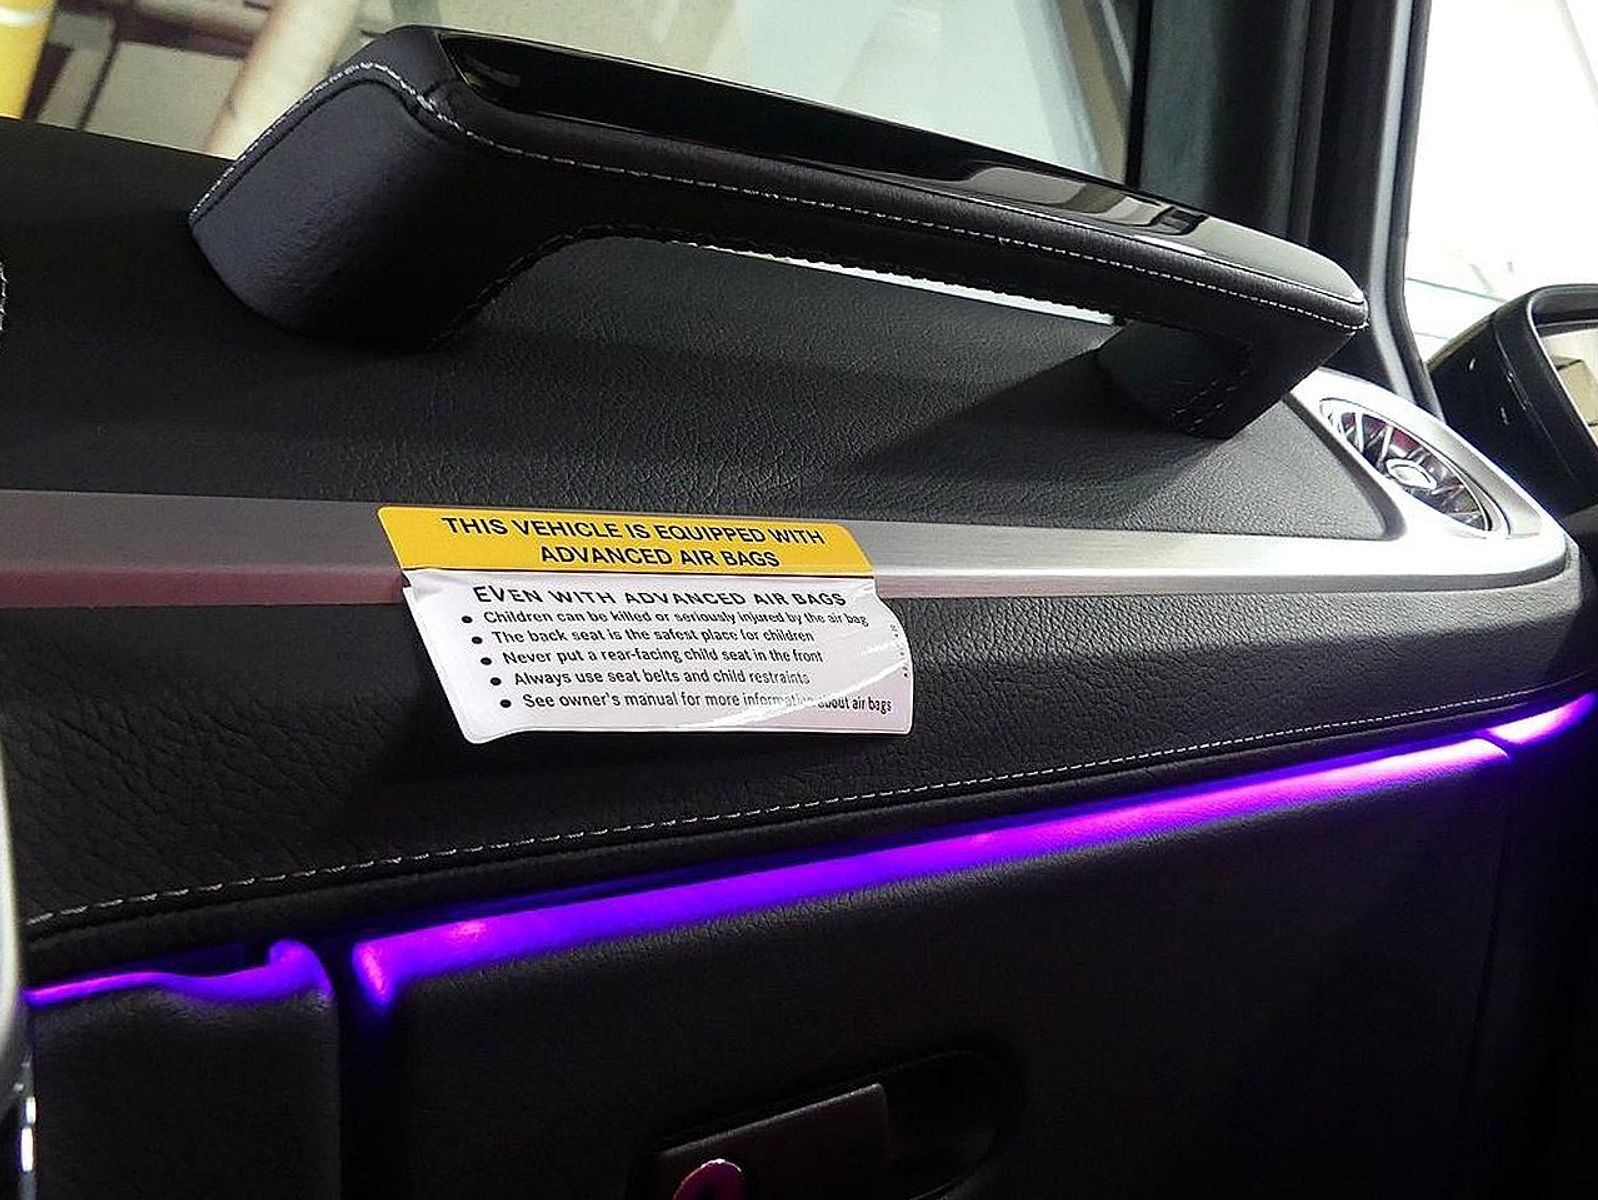 THIS VEHICLE IS EQUIPPED WITH
ADVANCED AIR BAGS
EVEN WITH ADVANCED AIR BAGS
• Children can be killed or seriously injured by the air bag
• The back seat is the safest place for children
• Never put a rear-facing child seat in the front
• Always use seat belts and child restraints
• See owner's manual for more information about air bags